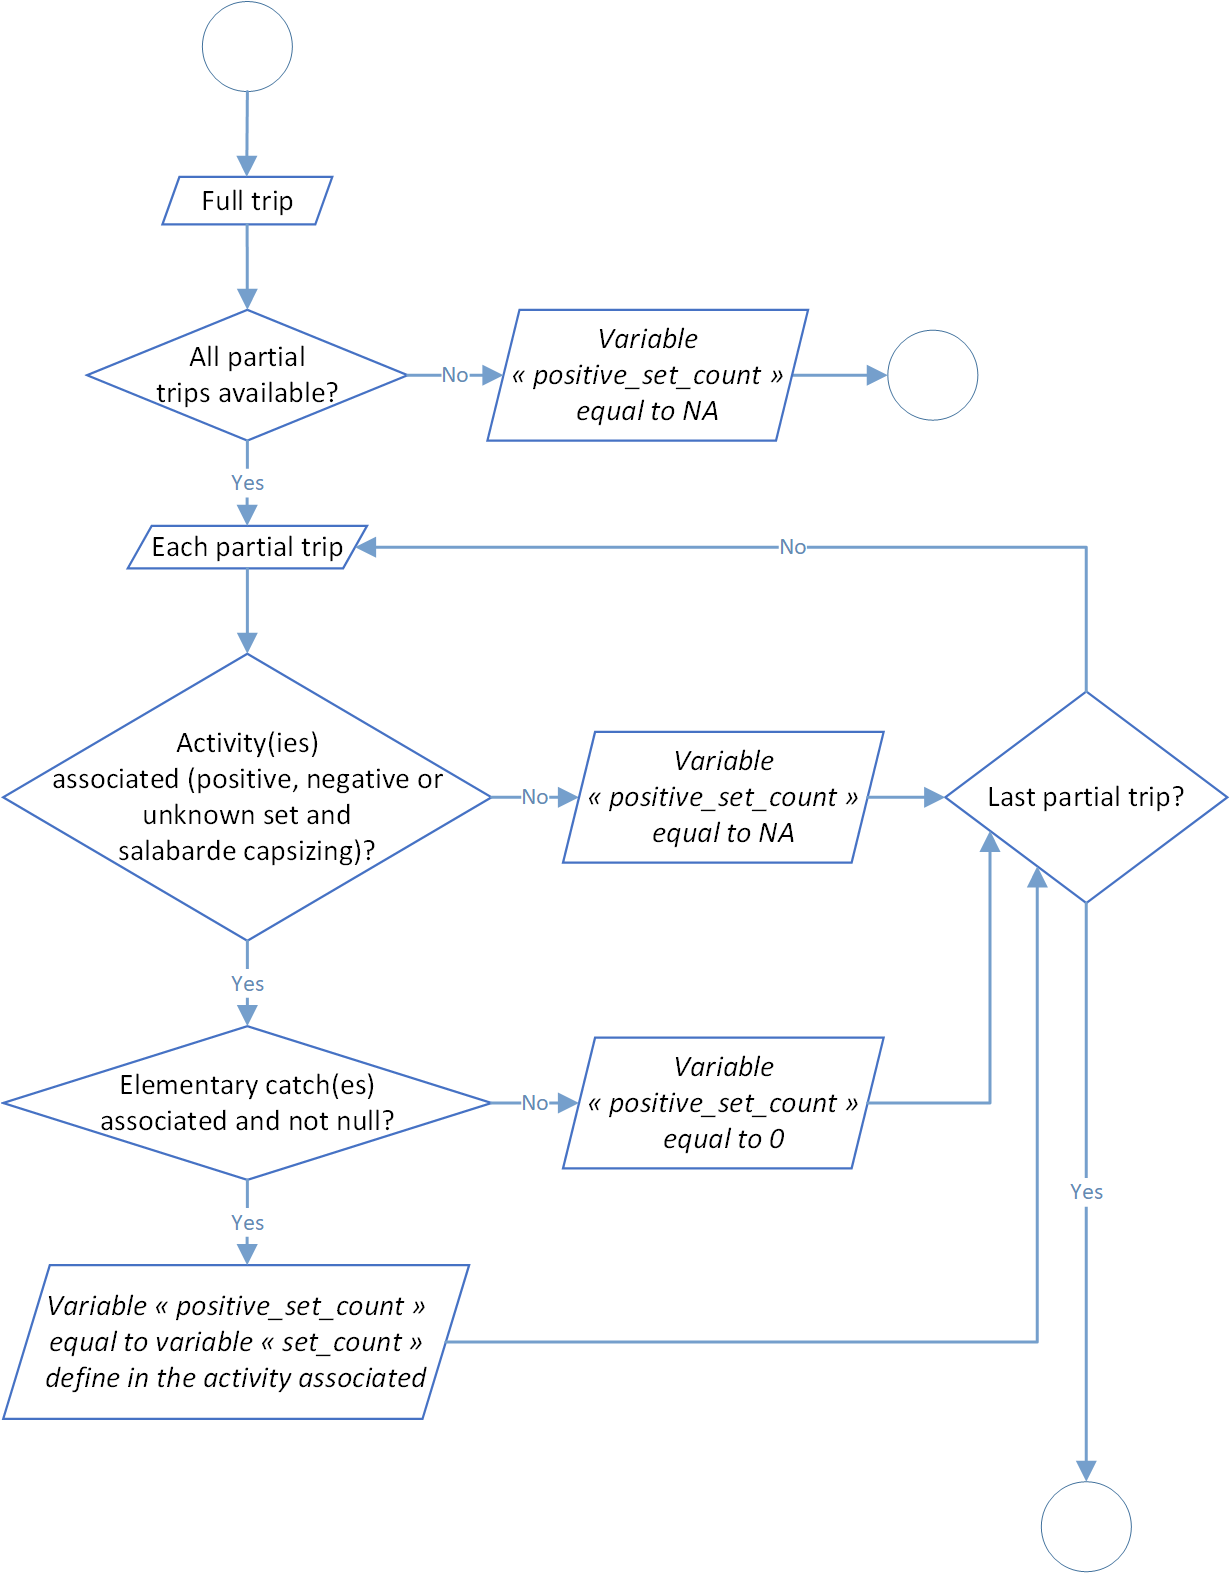 Full trip
All partial
trips available?
No
Variable
« positive_set_count »
equal to NA
Yes
Each partial trip
No
Activity(ies)
associated (positive, negative or
unknown set and
salabarde capsizing)?
No
Variable
« positive_set_count »
equal to NA
Last partial trip?
Yes
Elementary catch(es)
associated and not null?
No
Variable
« positive_set_count »
equal to 0
Yes
Yes
Variable « positive_set_count »
equal to variable « set_count »
define in the activity associated